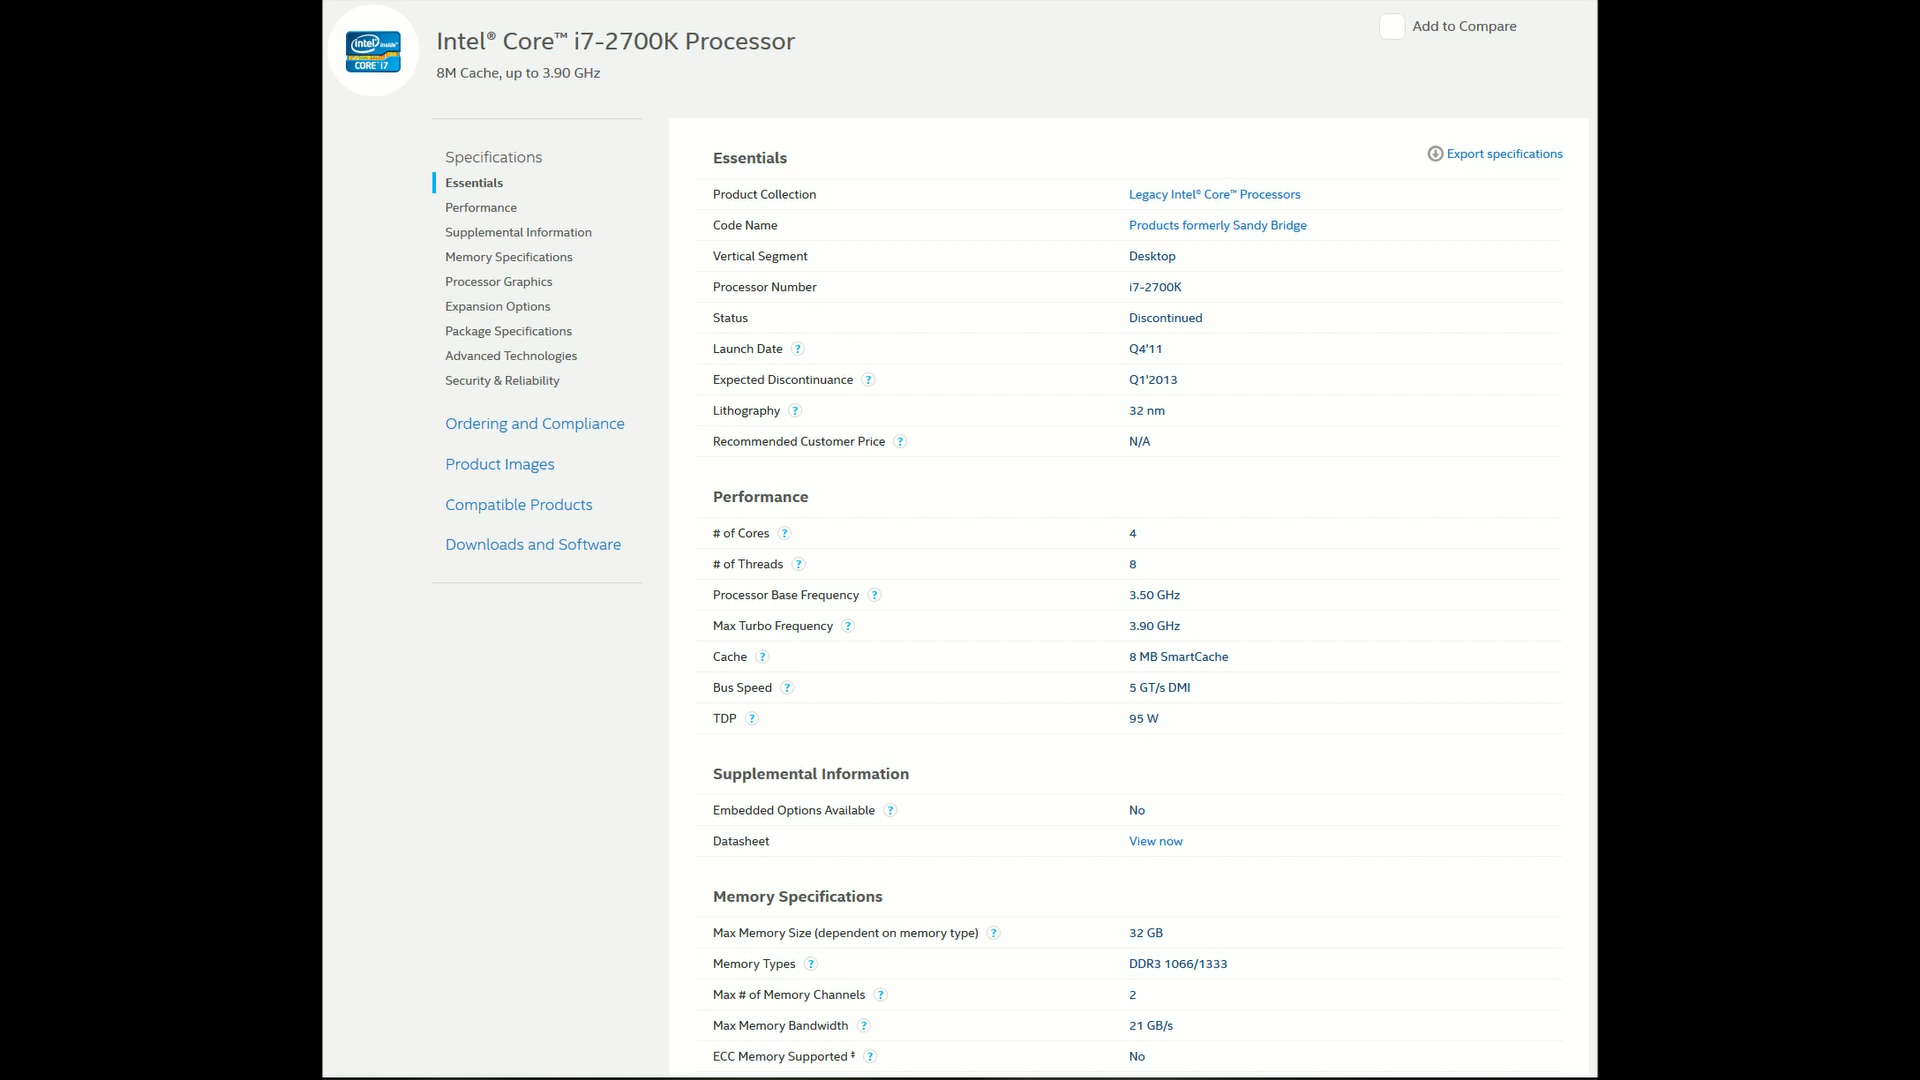 intel inside™
CORE™ i7
Intel® Core™ i7-2700K Processor
8M Cache, up to 3.90 GHz
Add to Compare
Specifications
Essentials
Performance
Supplemental Information
Memory Specifications
Processor Graphics
Expansion Options
Package Specifications
Advanced Technologies
Security & Reliability
Ordering and Compliance
Product Images
Compatible Products
Downloads and Software
Essentials
Export specifications
Product Collection Legacy Intel® Core™ Processors
Code Name Products formerly Sandy Bridge
Vertical Segment Desktop
Processor Number i7-2700K
Status Discontinued
Launch Date ? Q4'11
Expected Discontinuance ? Q1'2013
Lithography ? 32 nm
Recommended Customer Price ? N/A
Performance
# of Cores ? 4
# of Threads ? 8
Processor Base Frequency ? 3.50 GHz
Max Turbo Frequency ? 3.90 GHz
Cache ? 8 MB SmartCache
Bus Speed ? 5 GT/s DMI
TDP ? 95 W
Supplemental Information
Embedded Options Available ? No
Datasheet View now
Memory Specifications
Max Memory Size (dependent on memory type) ? 32 GB
Memory Types ? DDR3 1066/1333
Max # of Memory Channels ? 2
Max Memory Bandwidth ? 21 GB/s
ECC Memory Supported ‡ ? No